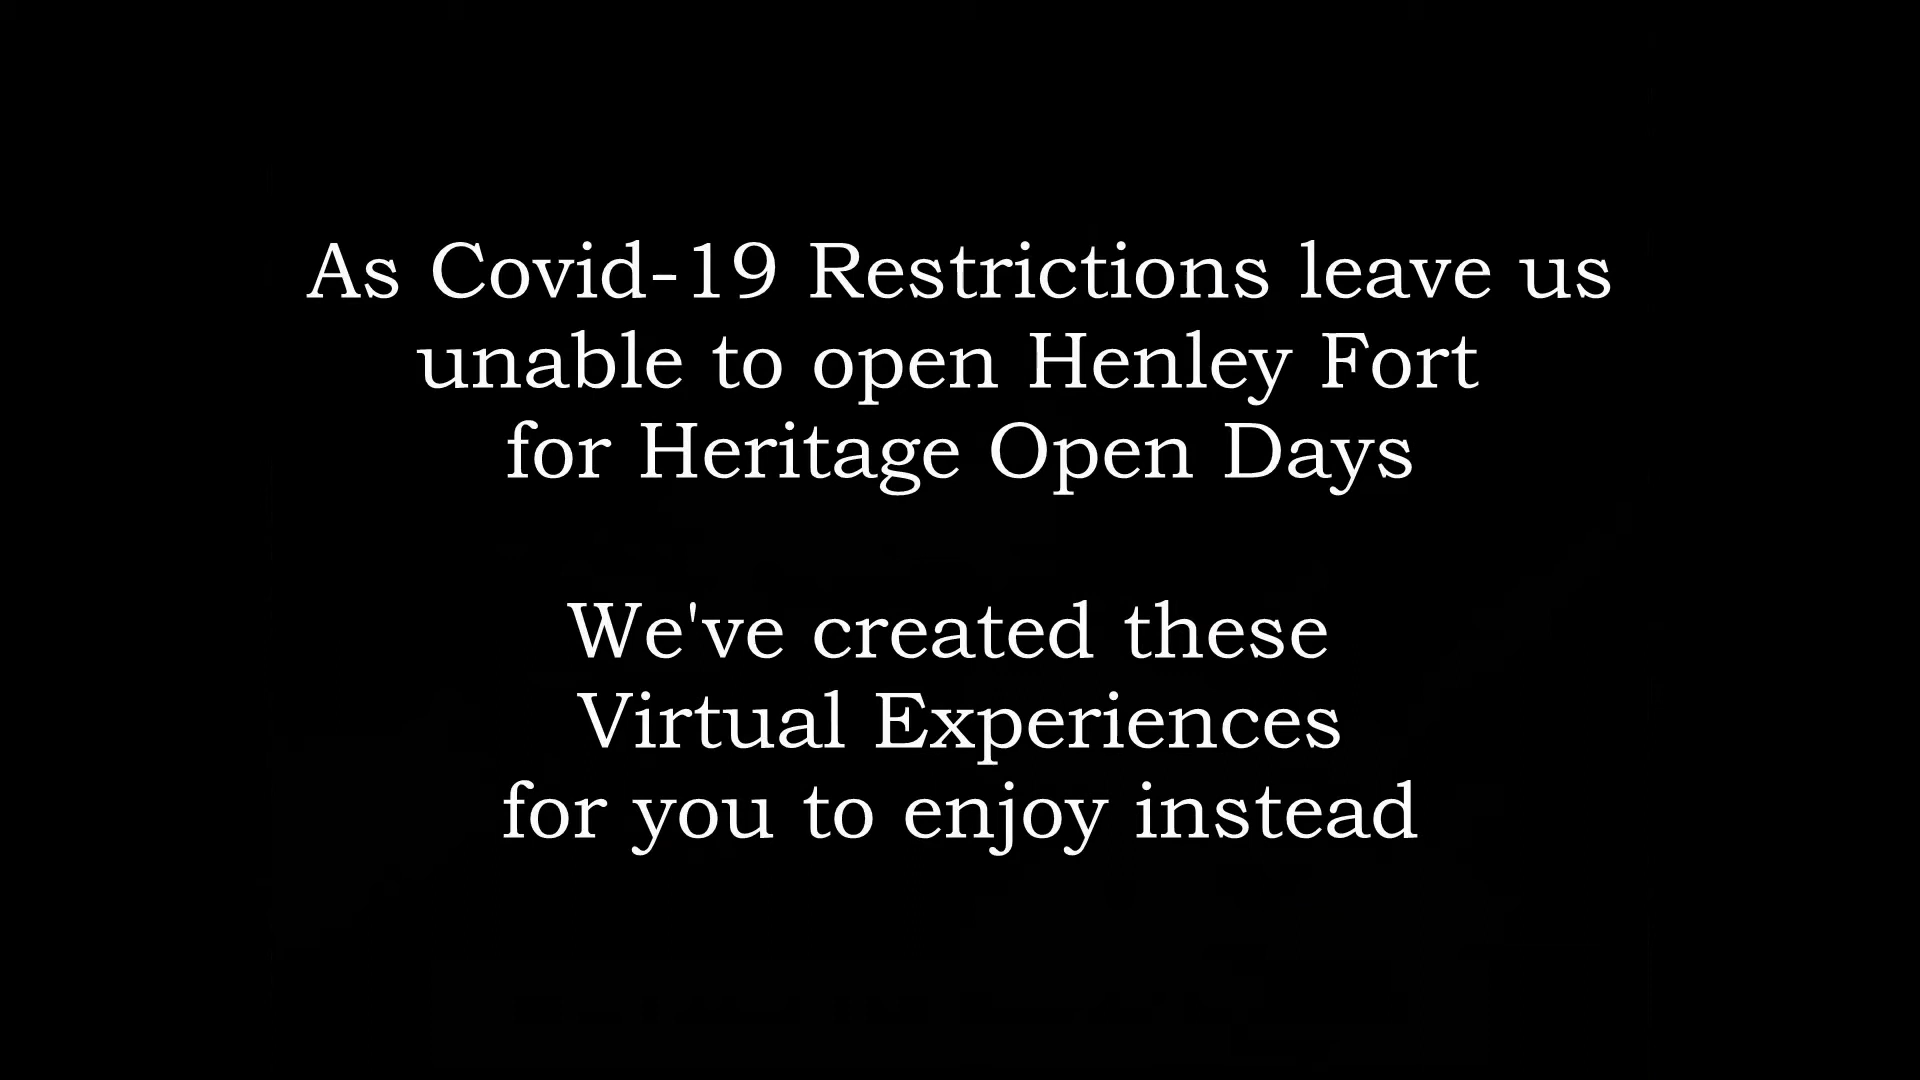 As Covid-19 Restrictions leave us
unable to open Henley Fort
for Heritage Open Days
We've created these
Virtual Experiences
for you to enjoy instead